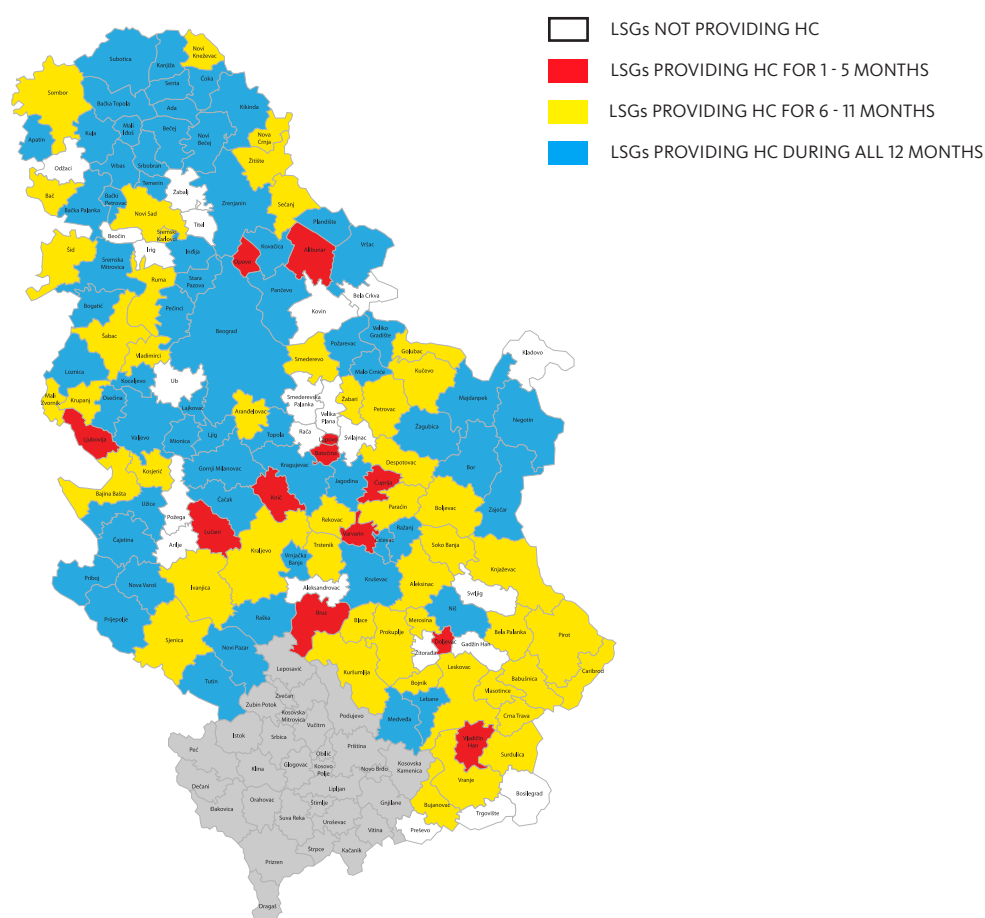 LSGs NOT PROVIDING HC
LSGs PROVIDING HC FOR 1 - 5 MONTHS
LSGs PROVIDING HC FOR 6 - 11 MONTHS
LSGs PROVIDING HC DURING ALL 12 MONTHS
Subotica
Kanjiža
Novi
Kneževac
Sombor
Senta
Čoka
Bačka Topola
Ada
Kikinda
Apatin
Kula
Mali
Iđoš
Bečej
Novi
Bečej
Nova
Crnja
Odžaci
Vrbas
Srbobran
Žitište
Temerin
Bač
Bački
Petrovac
Bačka Palanka
Žabalj
Zrenjanin
Sečanj
Novi Sad
Titel
Sremski
Karlovci
Beočin
Plandište
Šid
Irig
Sremska
Mitrovica
Inđija
Opovo
Kovačica
Alibunar
Vršac
Ruma
Stara
Pazova
Pančevo
Bela Crkva
Bogatić
Pećinci
Kovin
Beograd
Šabac
Veliko
Gradište
Požarevac
Golubac
Kladovo
Vladimirci
Smederevo
Malo Crniće
Kučevo
Loznica
Koceljevo
Ub
Mali
Zvornik
Krupanj
Osečina
Smederevska
Palanka
Žabari
Petrovac
Majdanpek
Negotin
Lajkovac
Aranđelovac
Velika
Plana
Ljubovija
Valjevo
Mionica
Ljig
Topola
Rača
Lapovo
Svilajnac
Žagubica
Batočina
Kosjerić
Gornji Milanovac
Kragujevac
Despotovac
Bor
Bajina Bašta
Jagodina
Ćuprija
Užice
Čačak
Knić
Paraćin
Boljevac
Zaječar
Požega
Lučani
Rekovac
Varvarin
Ražanj
Čajetina
Arilje
Kraljevo
Trstenik
Ćićevac
Soko Banja
Vrnjačka
Banja
Priboj
Nova Varoš
Ivanjica
Aleksandrovac
Kruševac
Aleksinac
Knjaževac
Svrljig
Prijepolje
Raška
Brus
Blace
Merošina
Niš
Sjenica
Prokuplje
Doljevac
Gadžin Han
Bela Palanka
Pirot
Novi Pazar
Žitorađa
Kuršumlija
Leskovac
Caribrod
Tutin
Leposavić
Bojnik
Babušnica
Zvečan
Lebane
Vlasotince
Zubin Potok
Kosovska
Mitrovica
Podujevo
Medveđa
Crna Trava
Istok
Vučitrn
Srbica
Peć
Priština
Vladičin
Han
Obilić
Surdulica
Glogovac
Kosovo
Polje
Kosovska
Kamenica
Klina
Novo Brdo
Dečani
Lipljan
Vranje
Orahovac
Štimlje
Gnjilane
Bosilegrad
Đakovica
Bujanovac
Suva Reka
Uroševac
Trgovište
Vitina
Preševo
Štrpce
Kačanik
Prizren
Dragaš